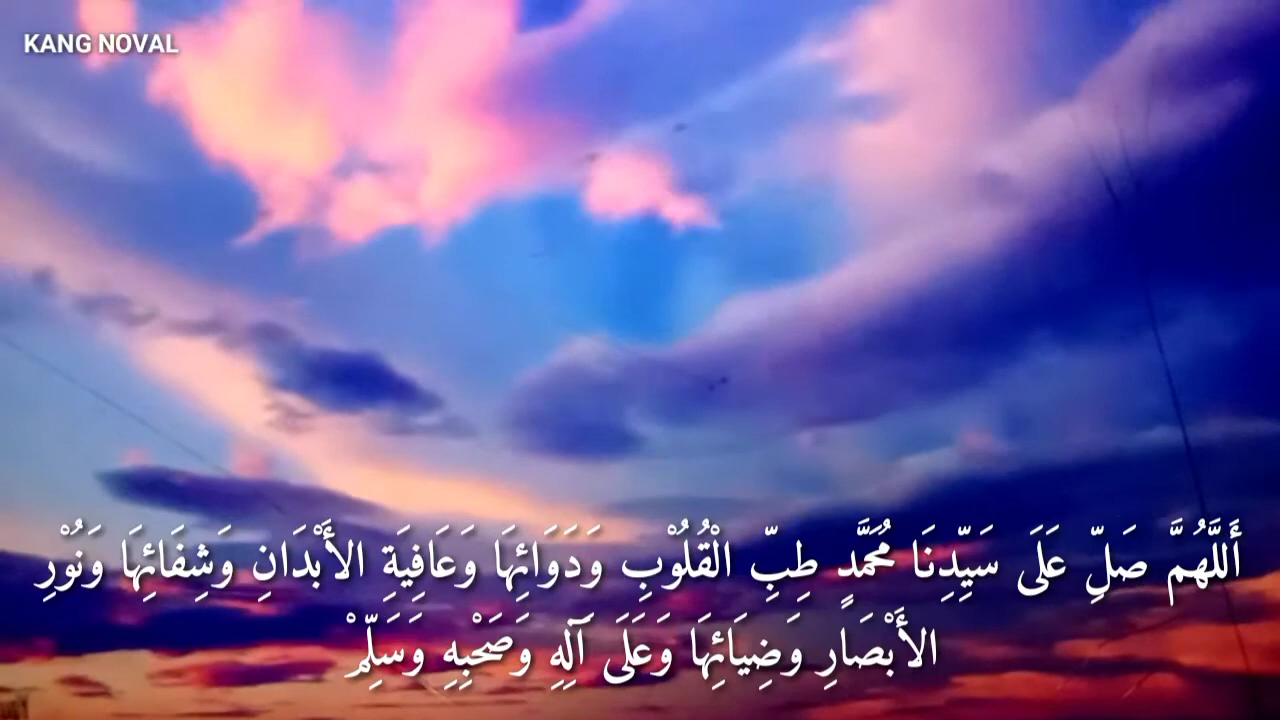 KANG NOVAL
أَللَّهُمَّ صَلِّ عَلَى سَيِّدِنَا مُحَمَّدٍ طِبِّ الْقُلُوْبِ وَدَوَائِهَا وَعَافِيَةِ الأَبْدَانِ وَشِفَائِهَا وَنُوْرِ
الأَبْصَارِ وَضِيَائِهَا وَعَلَى آلِهِ وَصَحْبِهِ وَسَلِّمْ